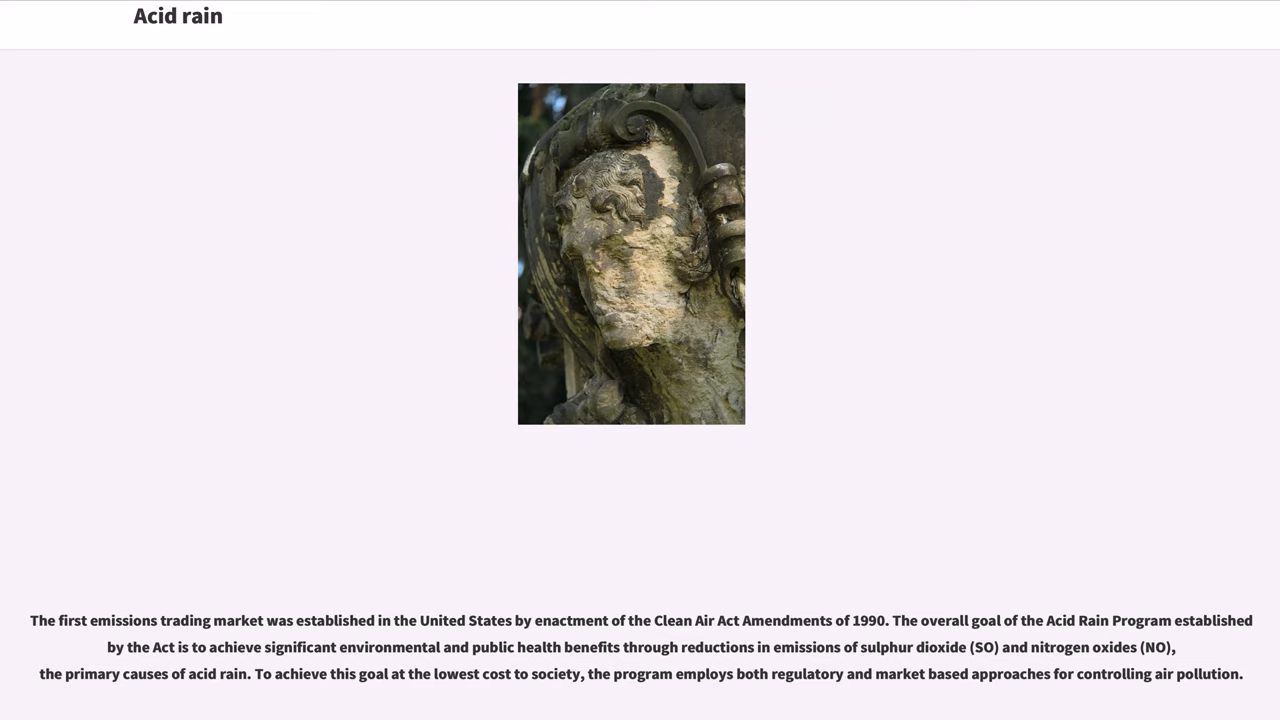 Acid rain
The first emissions trading market was established in the United States by enactment of the Clean Air Act Amendments of 1990. The overall goal of the Acid Rain Program established
by the Act is to achieve significant environmental and public health benefits through reductions in emissions of sulphur dioxide (SO) and nitrogen oxides (NO),
the primary causes of acid rain. To achieve this goal at the lowest cost to society, the program employs both regulatory and market based approaches for controlling air pollution.